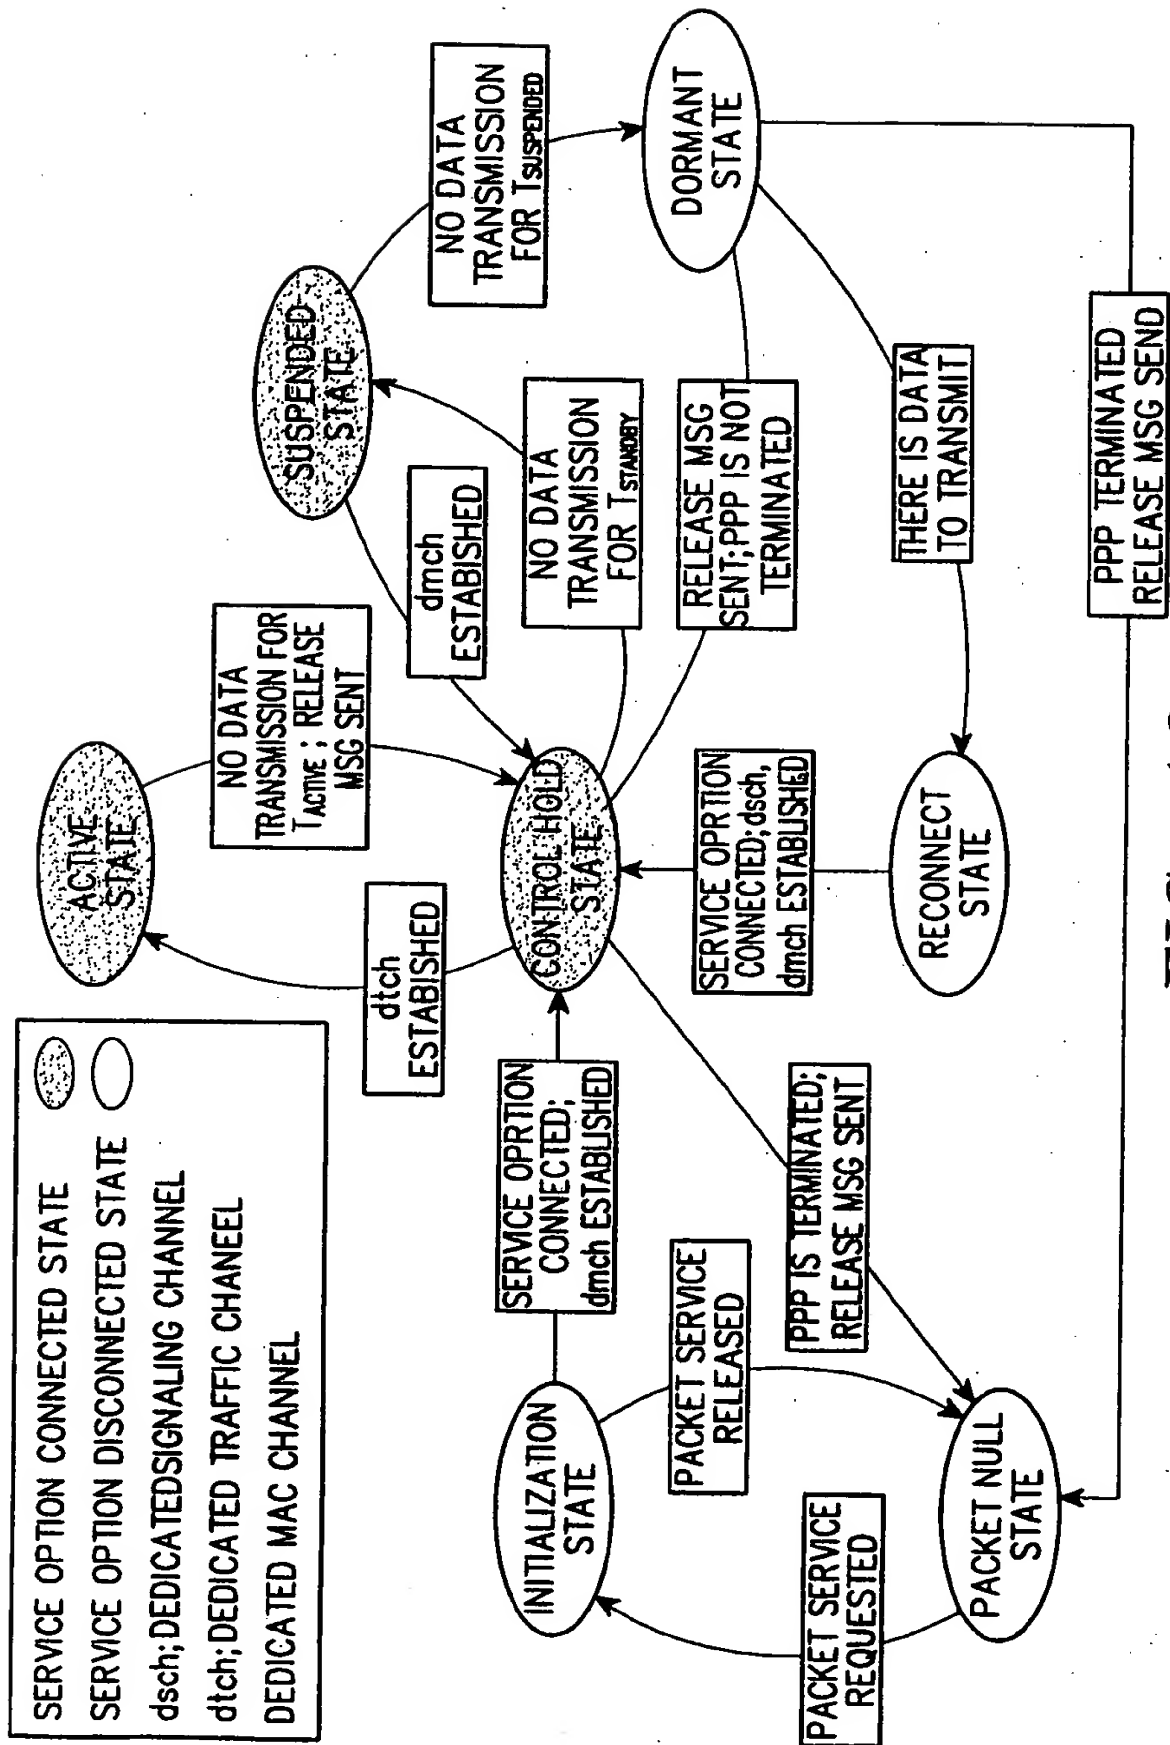 SERVICE OPTION CONNECTED STATE
SERVICE OPTION DISCONNECTED STATE
dsch;DEDICATEDSIGNALING CHANNEL
dtch;DEDICATED TRAFFIC CHANEEL
DEDICATED MAC CHANNEL
ACTIVE
STATE
NO DATA
TRANSMISSION FOR
TACTIVE ; RELEASE
MSG SENT
dtch
ESTABISHED
SUSPENDED
STATE
NO DATA
TRANSMISSION
FOR TSUSPENDED
dmch
ESTABISHED
NO DATA
TRANSMISSION
FOR TSTANDBY
CONTROL HOLD
STATE
SERVICE OPRTION
CONNECTED;
dmch ESTABLISHED
INITIALIZATION
STATE
DORMANT
STATE
RELEASE MSG
SENT;PPP IS NOT
TERMINATED
SERVICE OPRTION
CONNECTED;dsch,
dmch ESTABLISHED
PACKET SERVICE
RELEASED
PPP IS TERMINATED;
RELEASE MSG SENT
THERE IS DATA
TO TRANSMIT
RECONNECT
STATE
PACKET SERVICE
REQUESTED
PACKET NULL
STATE
PPP TERMINATED
RELEASE MSG SEND